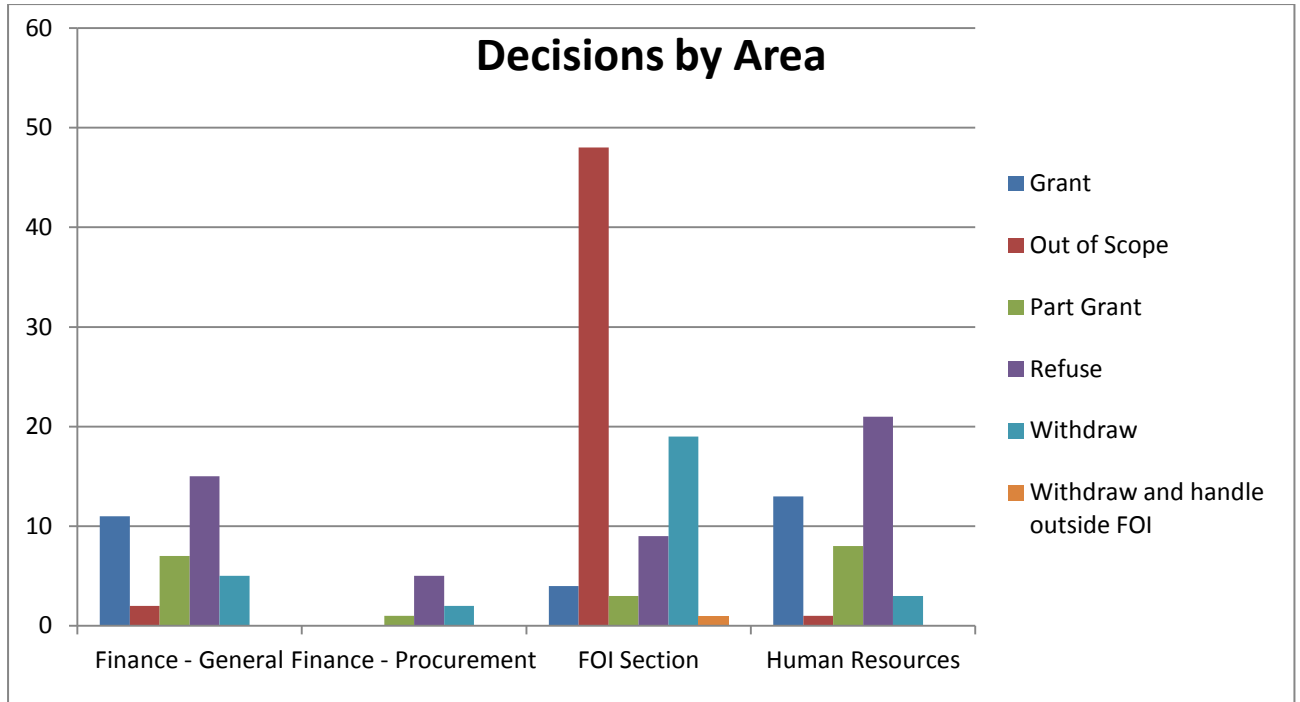 Decisions by Area
60
50
40
30
20
10
0
Finance - General Finance - Procurement FOI Section Human Resources
Grant
Out of Scope
Part Grant
Refuse
Withdraw
Withdraw and handle
outside FOI